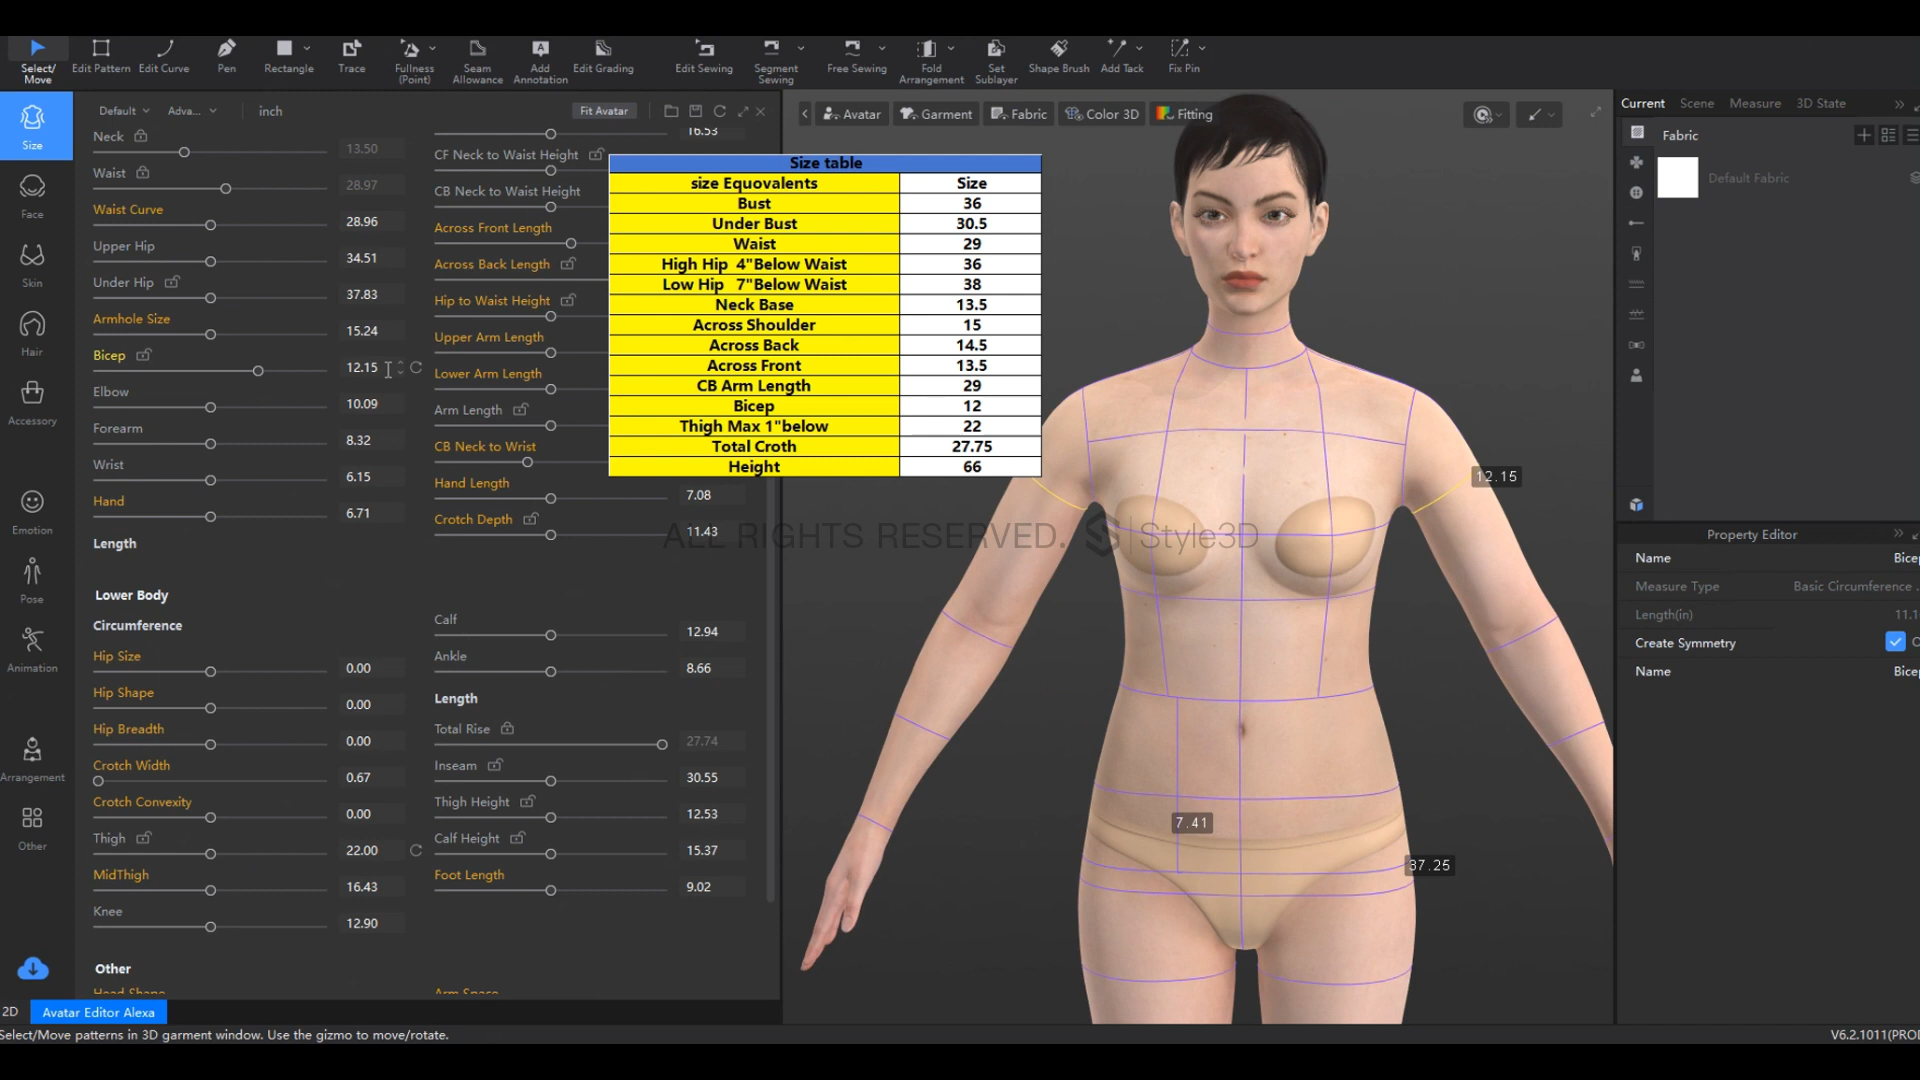 Select/
Move
Edit Pattern
Edit Curve
Pen
Rectangle
Trace
Fullness
(Point)
Seam
Allowance
Add
Annotation
Edit Grading
Edit Sewing
Segment
Sewing
Free Sewing
Fold
Arrangement
Set
Sublayer
Shape Brush
Add Tack
Fix Pin
Size
Face
Skin
Hair
Accessory
Emotion
Pose
Animation
Arrangement
Other
Default
Adva...
inch
Fit Avatar
Neck 13.50
Waist 28.97
Waist Curve 28.96
Upper Hip 34.51
Under Hip 37.83
Armhole Size 15.24
Bicep 12.15
Elbow 10.09
Forearm 8.32
Wrist 6.15
Hand 6.71
Length
16.53
CF Neck to Waist Height
CB Neck to Waist Height
Across Front Length
Across Back Length
Hip to Waist Height
Upper Arm Length
Lower Arm Length
Arm Length
CB Neck to Wrist
Hand Length 7.08
Crotch Depth 11.43
Lower Body
Circumference
Hip Size 0.00
Hip Shape 0.00
Hip Breadth 0.00
Crotch Width 0.67
Crotch Convexity 0.00
Thigh 22.00
MidThigh 16.43
Knee 12.90
Calf 12.94
Ankle 8.66
Length
Total Rise 27.74
Inseam 30.55
Thigh Height 12.53
Calf Height 15.37
Foot Length 9.02
Other
Head Shape
Arm Space
Size table
size Equovalents Size
Bust 36
Under Bust 30.5
Waist 29
High Hip 4"Below Waist 36
Low Hip 7"Below Waist 38
Neck Base 13.5
Across Shoulder 15
Across Back 14.5
Across Front 13.5
CB Arm Length 29
Bicep 12
Thigh Max 1"below 22
Total Croth 27.75
Height 66
Avatar
Garment
Fabric
Color 3D
Fitting
12.15
7.41
37.25
ALL RIGHTS RESERVED. Style3D
Current Scene Measure 3D State
Fabric
Default Fabric
Property Editor
Name Bicep
Measure Type Basic Circumference
Length(in) 11.1
Create Symmetry
Name Bicep
2D
Avatar Editor Alexa
Select/Move patterns in 3D garment window. Use the gizmo to move/rotate.
V6.2.1011(PROD